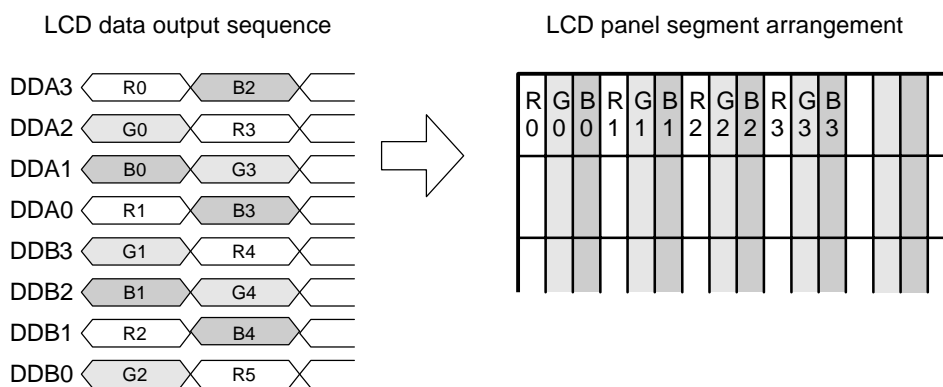 LCD data output sequence
LCD panel segment arrangement
DDA3 R0 B2
DDA2 G0 R3
DDA1 B0 G3
DDA0 R1 B3
DDB3 G1 R4
DDB2 B1 G4
DDB1 R2 B4
DDB0 G2 R5
R G B R G B R G B R G B
0 0 0 1 1 1 2 2 2 3 3 3